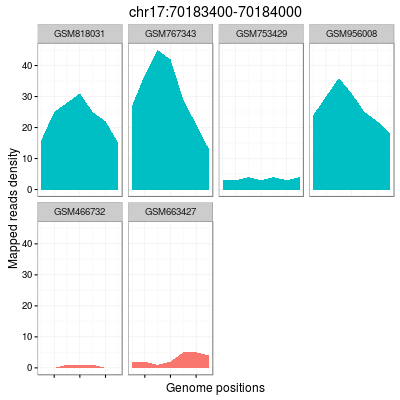 chr17:70183400-70184000
GSM818031 GSM767343 GSM753429 GSM956008
40
30
20
10
0
Mapped reads density
GSM466732 GSM663427
40
30
20
10
0
Genome positions